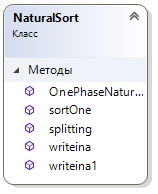 NaturalSort
Класс
Методы
OnePhaseNatur...
sortOne
splitting
writeina
writeina1